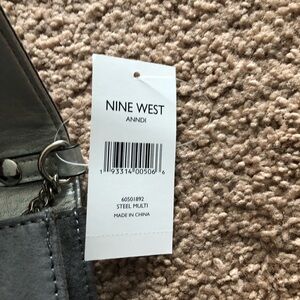 NINE WEST
ANNDI
1 93314 00506 6
60501892
STEEL MULTI
MADE IN CHINA